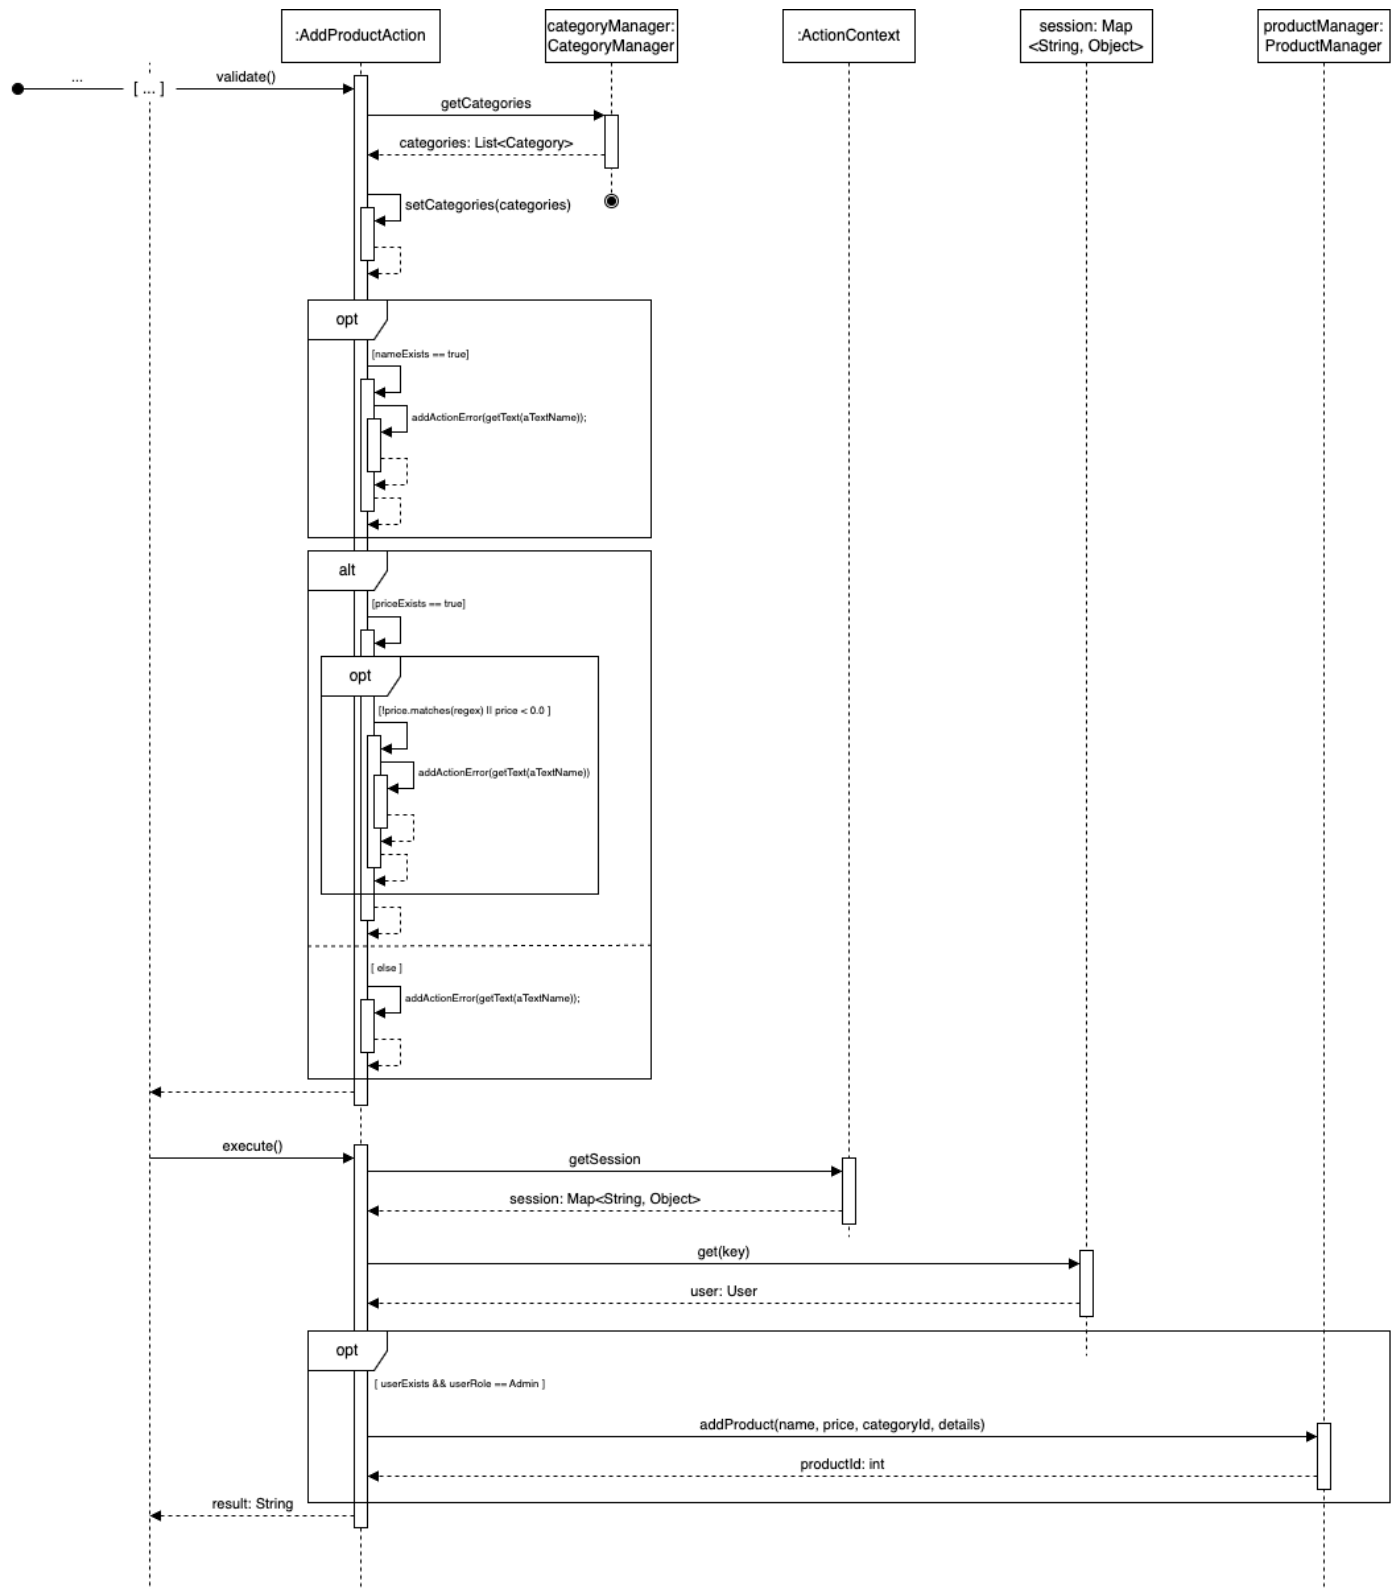 :AddProductAction
categoryManager:
CategoryManager
:ActionContext
session: Map
<String, Object>
productManager:
ProductManager
...
[ ... ]
validate()
getCategories
categories: List<Category>
setCategories(categories)
opt
[nameExists == true]
addActionError(getText(aTextName));
alt
[priceExists == true]
opt
[!price.matches(regex) || price < 0.0 ]
addActionError(getText(aTextName))
[ else ]
addActionError(getText(aTextName));
execute()
getSession
session: Map<String, Object>
get(key)
user: User
opt
[ userExists && userRole == Admin ]
addProduct(name, price, categoryId, details)
productId: int
result: String